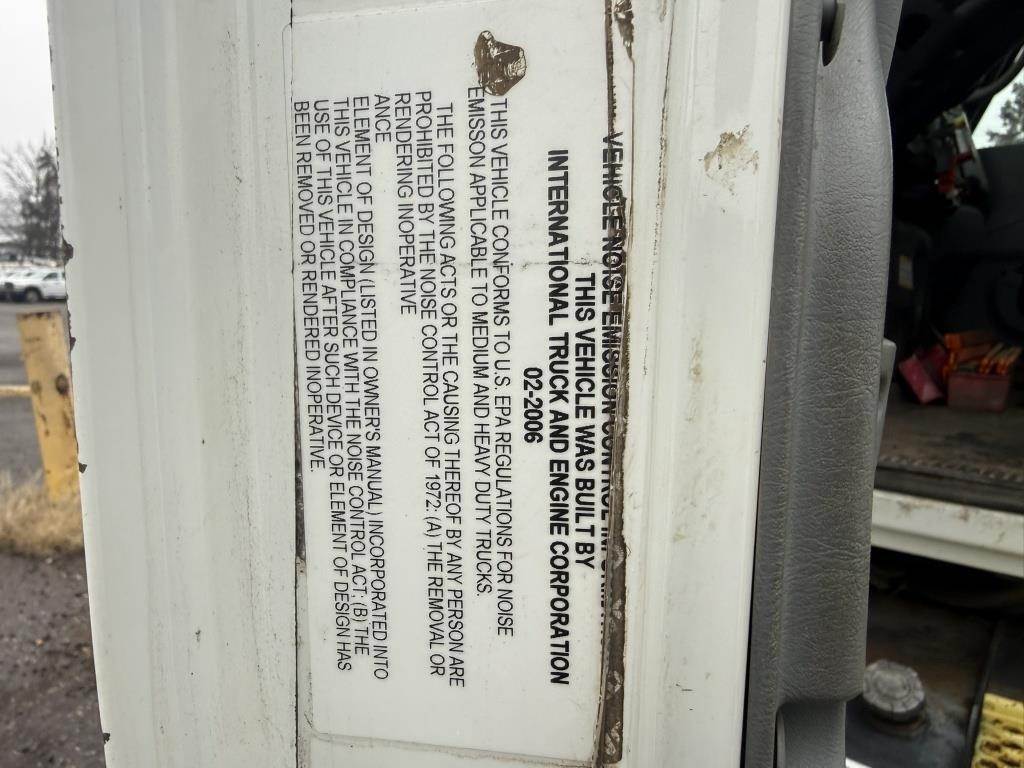 VEHICLE NOISE EMISSION CONTROL
THIS VEHICLE WAS BUILT BY
INTERNATIONAL TRUCK AND ENGINE CORPORATION
02-2006
THIS VEHICLE CONFORMS TO U.S. EPA REGULATIONS FOR NOISE
EMISSON APPLICABLE TO MEDIUM AND HEAVY DUTY TRUCKS.
THE FOLLOWING ACTS OR THE CAUSING THEREOF BY ANY PERSON ARE
PROHIBITED BY THE NOISE CONTROL ACT OF 1972: (A) THE REMOVAL OR
RENDERING INOPERATIVE
ANCE
ELEMENT OF DESIGN (LISTED IN OWNER'S MANUAL) INCORPORATED INTO
THIS VEHICLE IN COMPLIANCE WITH THE NOISE CONTROL ACT; (B) THE
USE OF THIS VEHICLE AFTER SUCH DEVICE OR ELEMENT OF DESIGN HAS
BEEN REMOVED OR RENDERED INOPERATIVE.